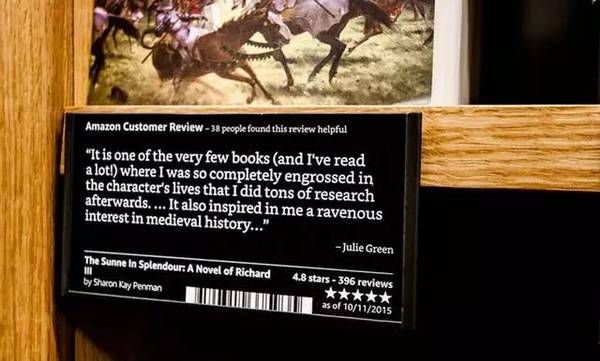 Amazon Customer Review – 38 people found this review helpful
“It is one of the very few books (and I've read
a lot!) where I was so completely engrossed in
the character's lives that I did tons of research
afterwards. ... It also inspired in me a ravenous
interest in medieval history...”
– Julie Green
The Sunne In Splendour: A Novel of Richard
III
by Sharon Kay Penman
4.8 stars - 396 reviews
★★★★★
as of 10/11/2015